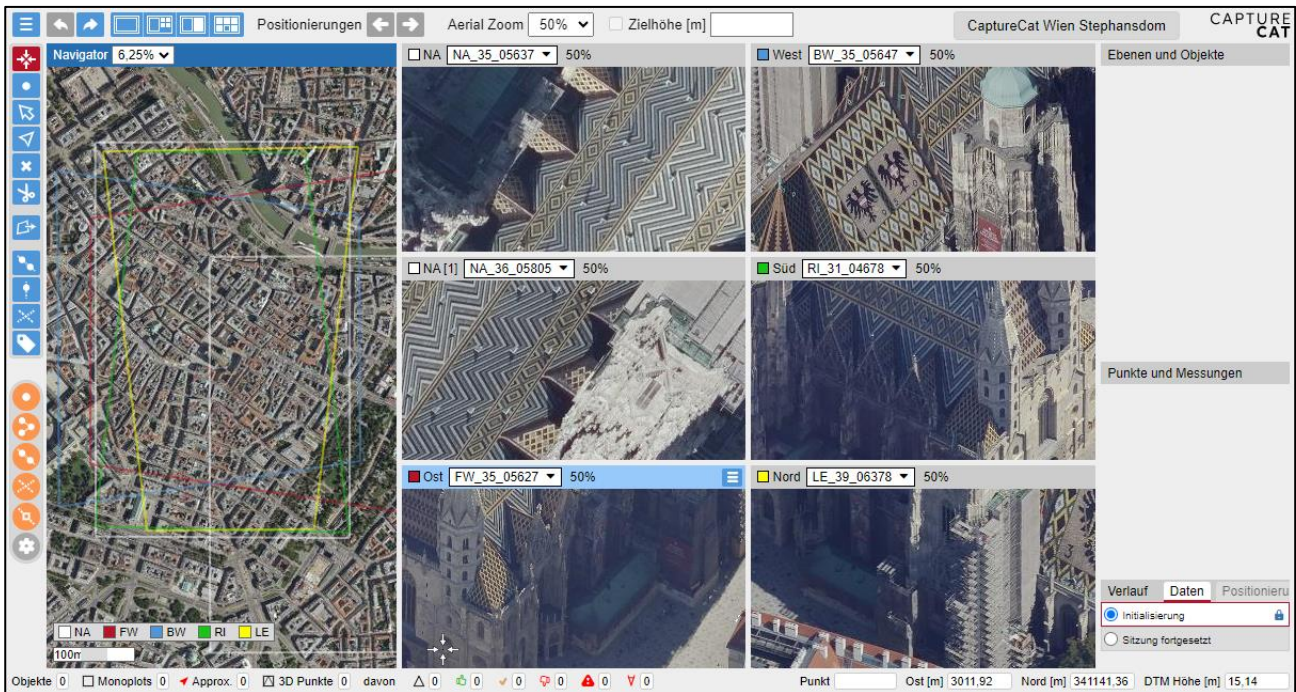 Positionierungen
Aerial Zoom 50% Zielhöhe [m]
CaptureCat Wien Stephansdom
CAPTURE
CAT
Navigator 6,25%
NA NA_35_05637 50%
West BW_35_05647 50%
Ebenen und Objekte
NA [1] NA_36_05805 50%
Süd RI_31_04678 50%
Punkte und Messungen
Ost FW_35_05627 50%
Nord LE_39_06378 50%
Verlauf Daten Positionieru
Initialisierung
Sitzung fortgesetzt
NA FW BW RI LE
100m
Objekte 0 Monoplots 0 Approx. 0 3D Punkte 0 davon 0 0 0 0 0 0 Punkt Ost [m] 3011,92 Nord [m] 341141,36 DTM Höhe [m] 15,14